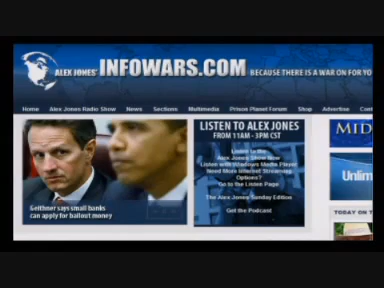 ALEX JONES' INFOWARS.COM BECAUSE THERE IS A WAR ON FOR YO
Home Alex Jones Radio Show News Sections Multimedia Prison Planet Forum Shop Advertise Cont
Geithner says small banks
can apply for bailout money
LISTEN TO ALEX JONES
FROM 11AM - 3PM CST
Listen to the
Alex Jones Show Now
Listen with Windows Media Player
Need More Internet Streaming
Options?
Go to the Listen Page
The Alex Jones Sunday Edition
Get the Podcast
MID
Unlim
TODAY ON T